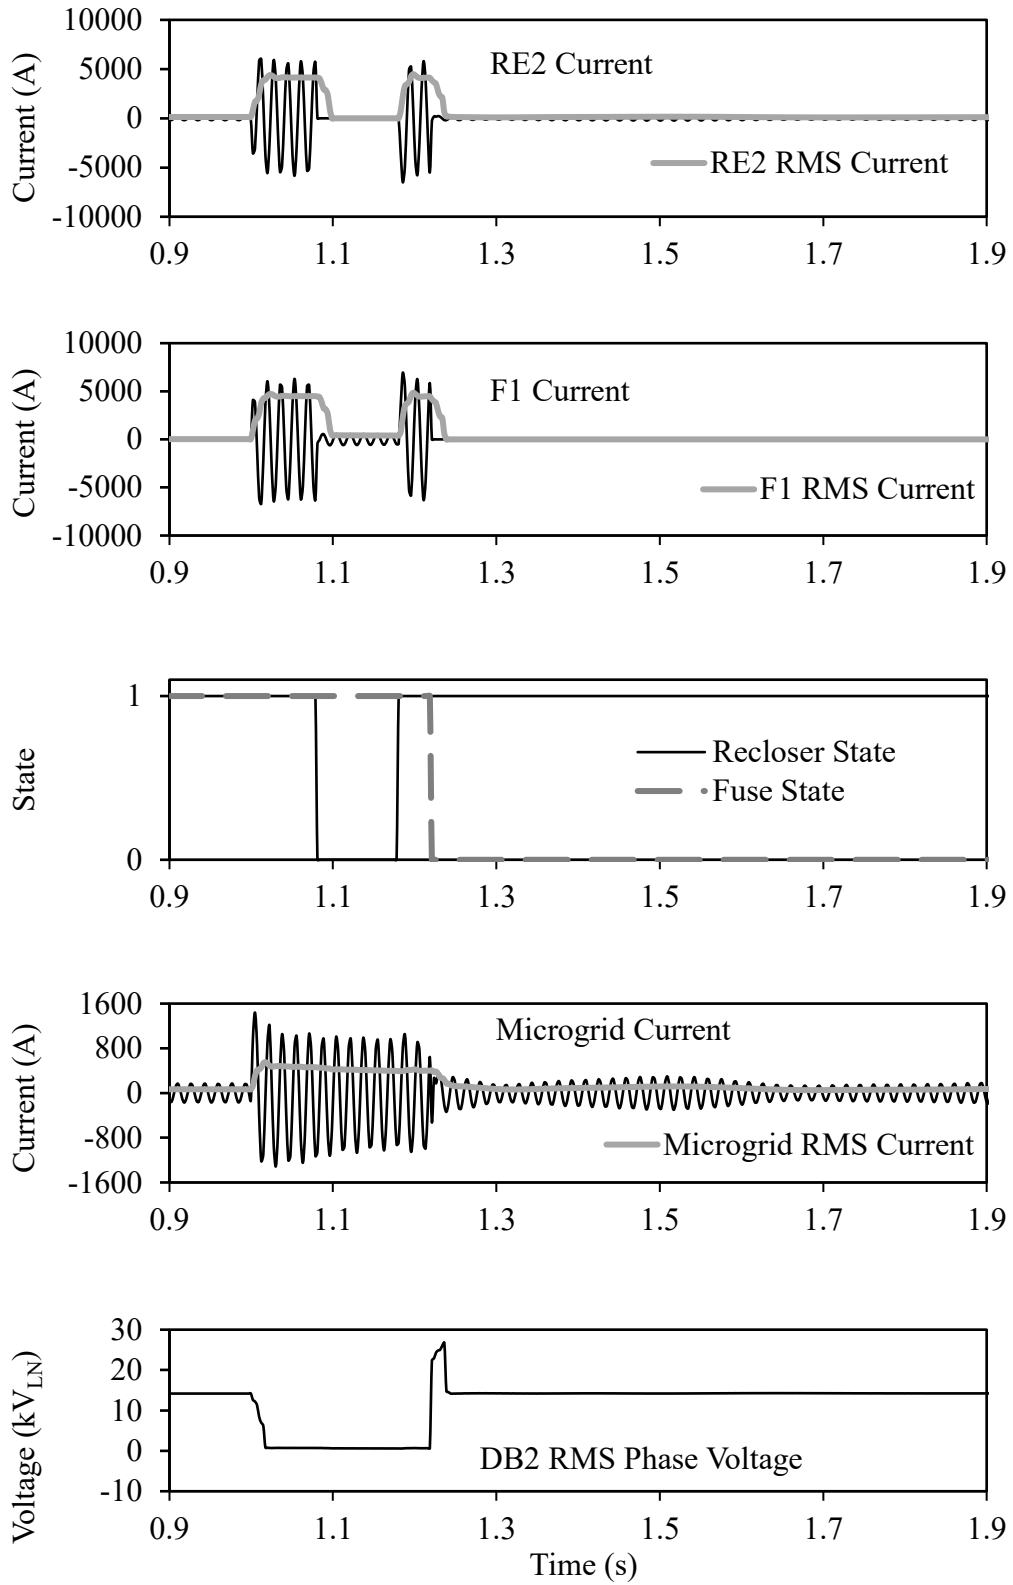 10000
5000
0
-5000
-10000
Current (A)
RE2 Current
RE2 RMS Current
0.9 1.1 1.3 1.5 1.7 1.9
10000
5000
0
-5000
-10000
Current (A)
F1 Current
F1 RMS Current
0.9 1.1 1.3 1.5 1.7 1.9
1
0
State
Recloser State
Fuse State
0.9 1.1 1.3 1.5 1.7 1.9
1600
800
0
-800
-1600
Current (A)
Microgrid Current
Microgrid RMS Current
0.9 1.1 1.3 1.5 1.7 1.9
30
20
10
0
-10
Voltage (kV_LN)
DB2 RMS Phase Voltage
0.9 1.1 1.3 1.5 1.7 1.9
Time (s)